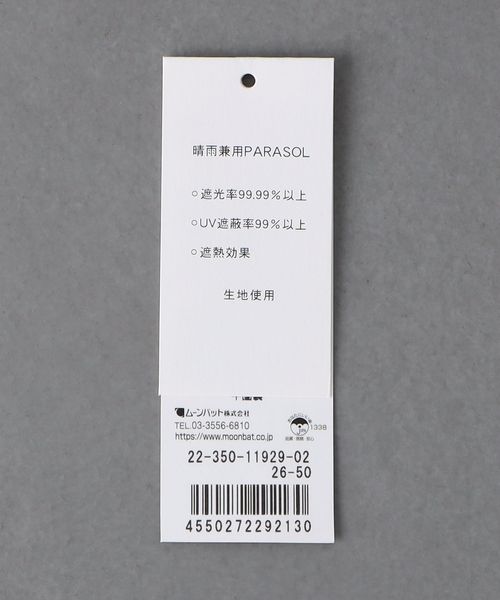 晴雨兼用PARASOL
○遮光率99.99%以上
○UV遮蔽率99%以上
○遮熱効果
生地使用
ムーンバット株式会社
TEL.03-3556-6810
https://www.moonbat.co.jp
1338
22-350-11929-02
26-50
4550272292130